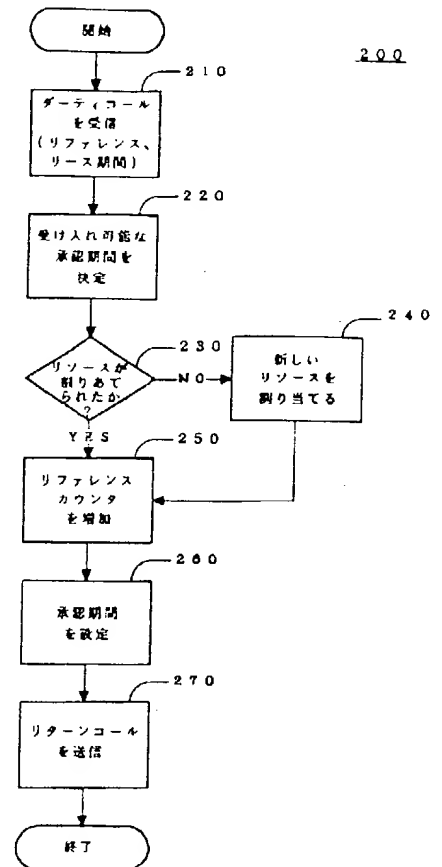 開始
200
210
ダーティコール
を受信
(リファレンス、
リース期間)
220
受け入れ可能な
承認期間を
決定
230
リソースが
割りあて
られたか
?
NO
YES
240
新しい
リソースを
割り当てる
250
リファレンス
カウンタ
を増加
260
承認期間
を設定
270
リターンコール
を送信
終了